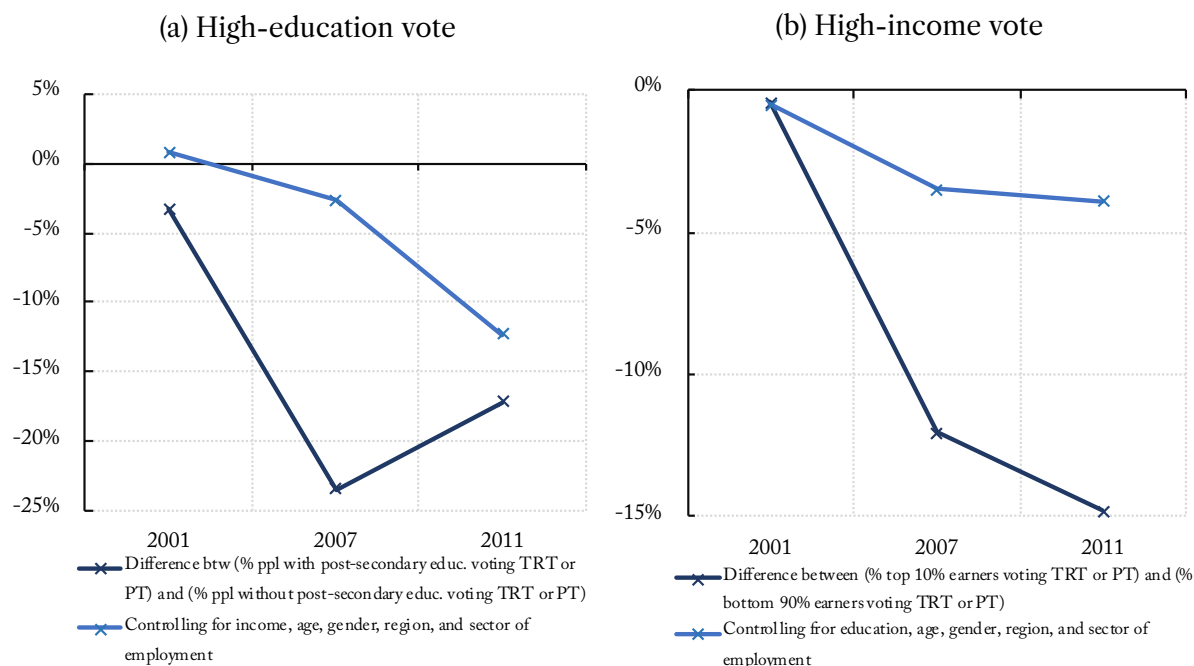 (a) High-education vote
5%
0%
-5%
-10%
-15%
-20%
-25%
2001 2007 2011
Difference btw (% ppl with post-secondary educ. voting TRT or
PT) and (% ppl without post-secondary educ. voting TRT or PT)
Controlling for income, age, gender, region, and sector of
employment
(b) High-income vote
0%
-5%
-10%
-15%
2001 2007 2011
Difference between (% top 10% earners voting TRT or PT) and (%
bottom 90% earners voting TRT or PT)
Controlling fror education, age, gender, region, and sector of
employment